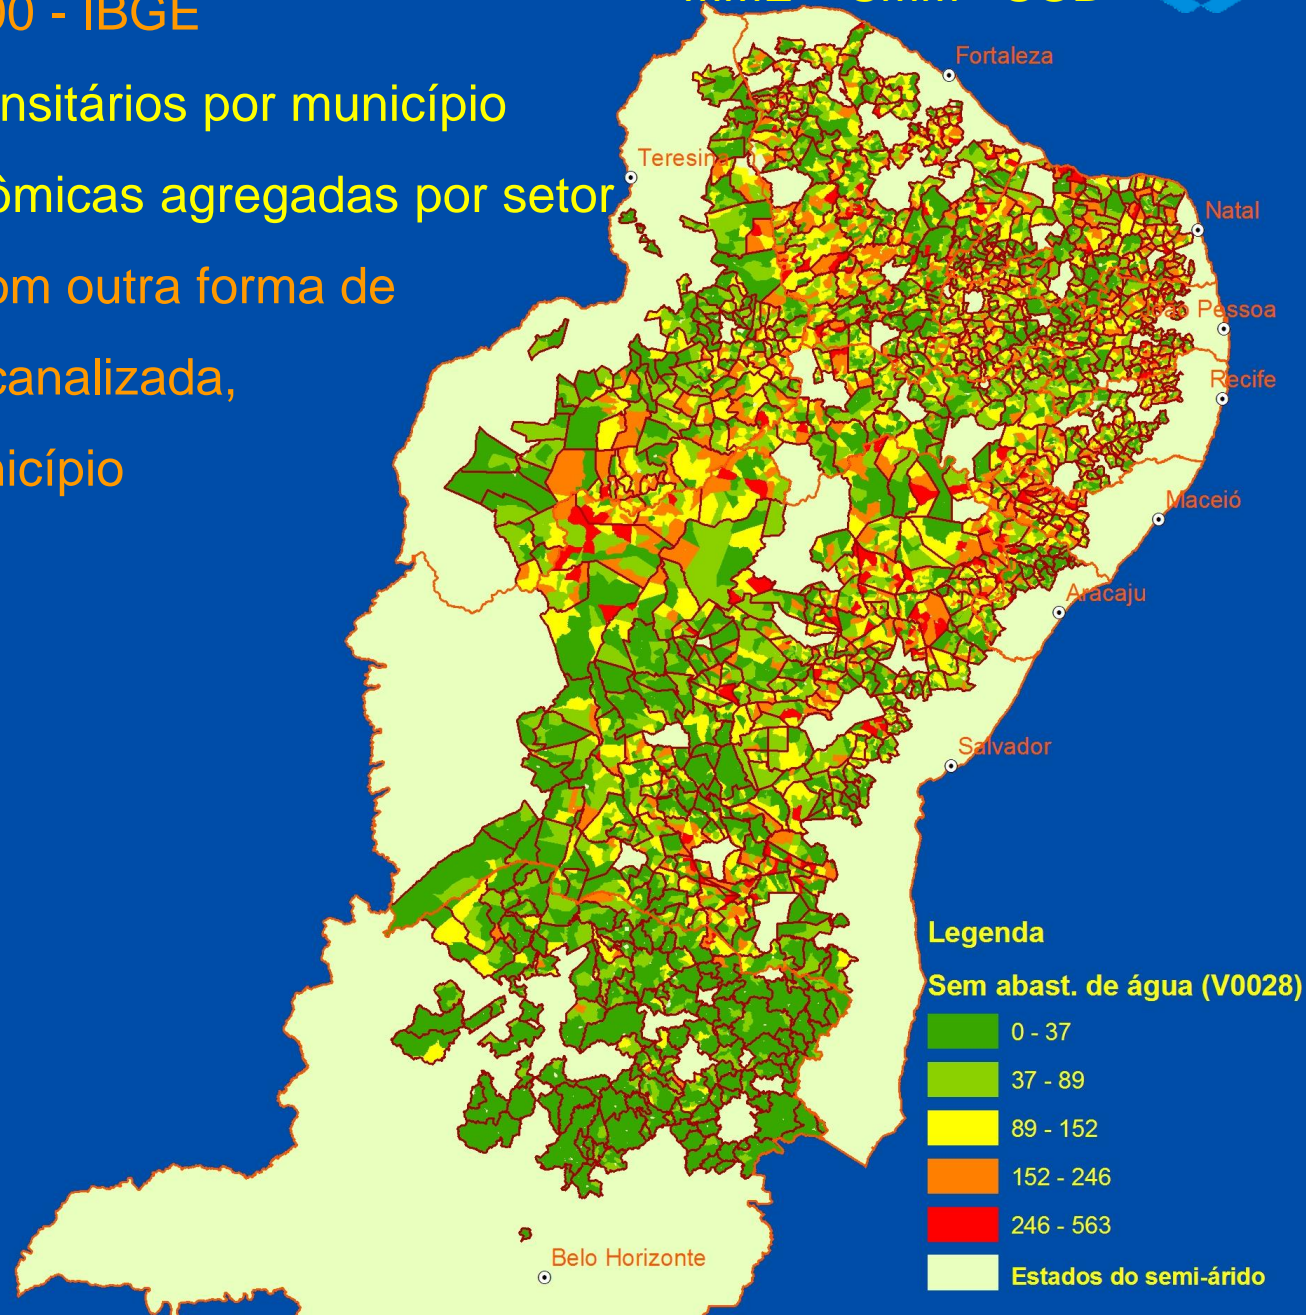 00 - IBGE
nsitários por município
ômicas agregadas por setor
om outra forma de
canalizada,
nicípio
Fortaleza
Teresina
Natal
João Pessoa
Recife
Maceió
Aracaju
Salvador
Belo Horizonte
Legenda
Sem abast. de água (V0028)
0 - 37
37 - 89
89 - 152
152 - 246
246 - 563
Estados do semi-árido